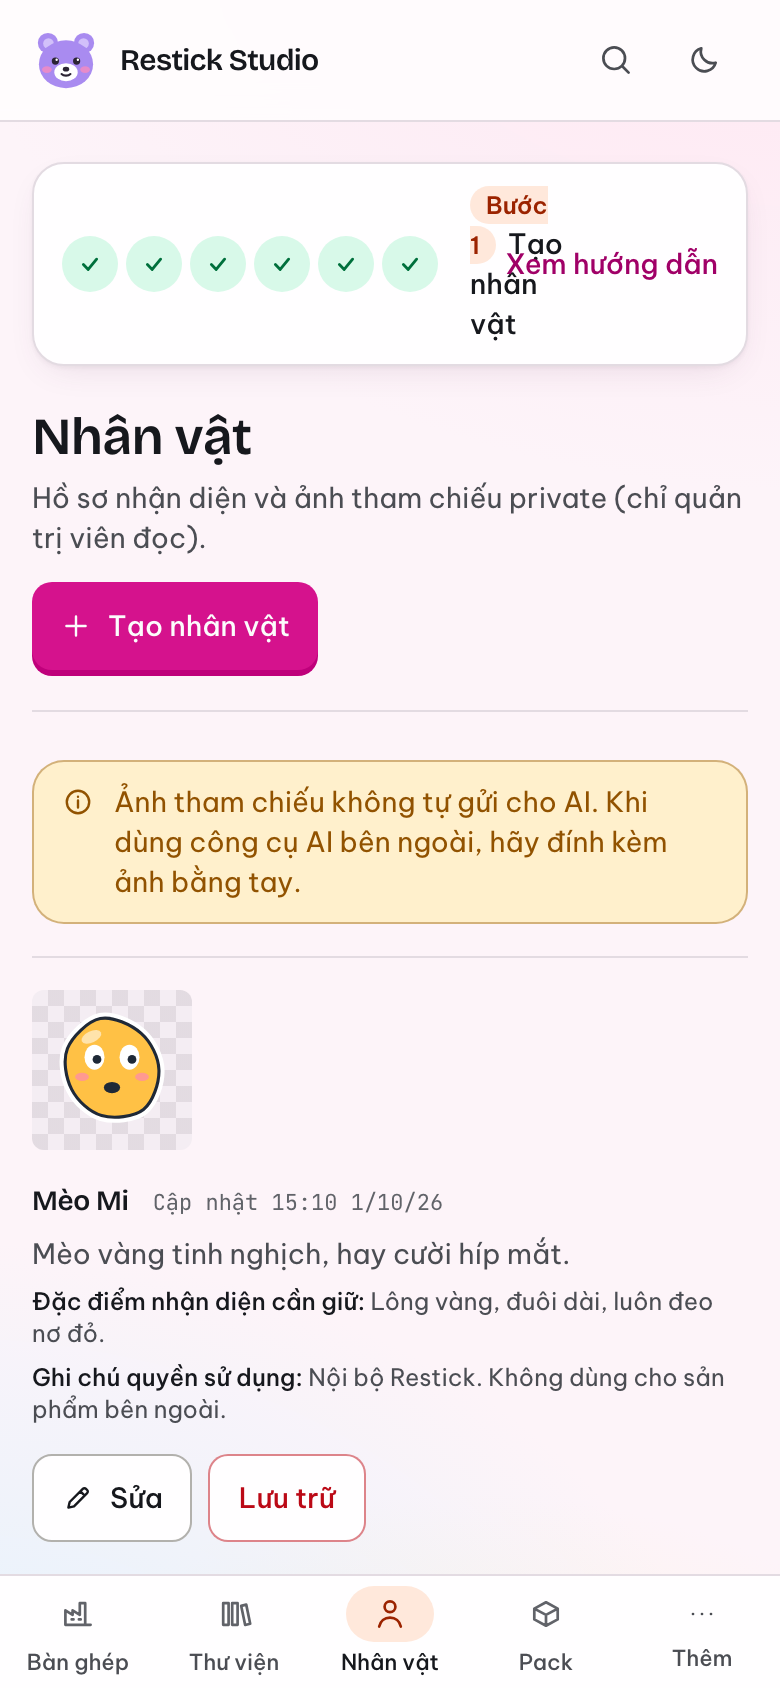 Restick Studio
Bước
1 Tạo
nhân
vật
Xem hướng dẫn
Nhân vật
Hồ sơ nhận diện và ảnh tham chiếu private (chỉ quản
trị viên đọc).
Tạo nhân vật
Ảnh tham chiếu không tự gửi cho AI. Khi
dùng công cụ AI bên ngoài, hãy đính kèm
ảnh bằng tay.
Mèo Mi Cập nhật 15:10 1/10/26
Mèo vàng tinh nghịch, hay cười híp mắt.
Đặc điểm nhận diện cần giữ: Lông vàng, đuôi dài, luôn đeo
nơ đỏ.
Ghi chú quyền sử dụng: Nội bộ Restick. Không dùng cho sản
phẩm bên ngoài.
Sửa Lưu trữ
Bàn ghép Thư viện Nhân vật Pack Thêm